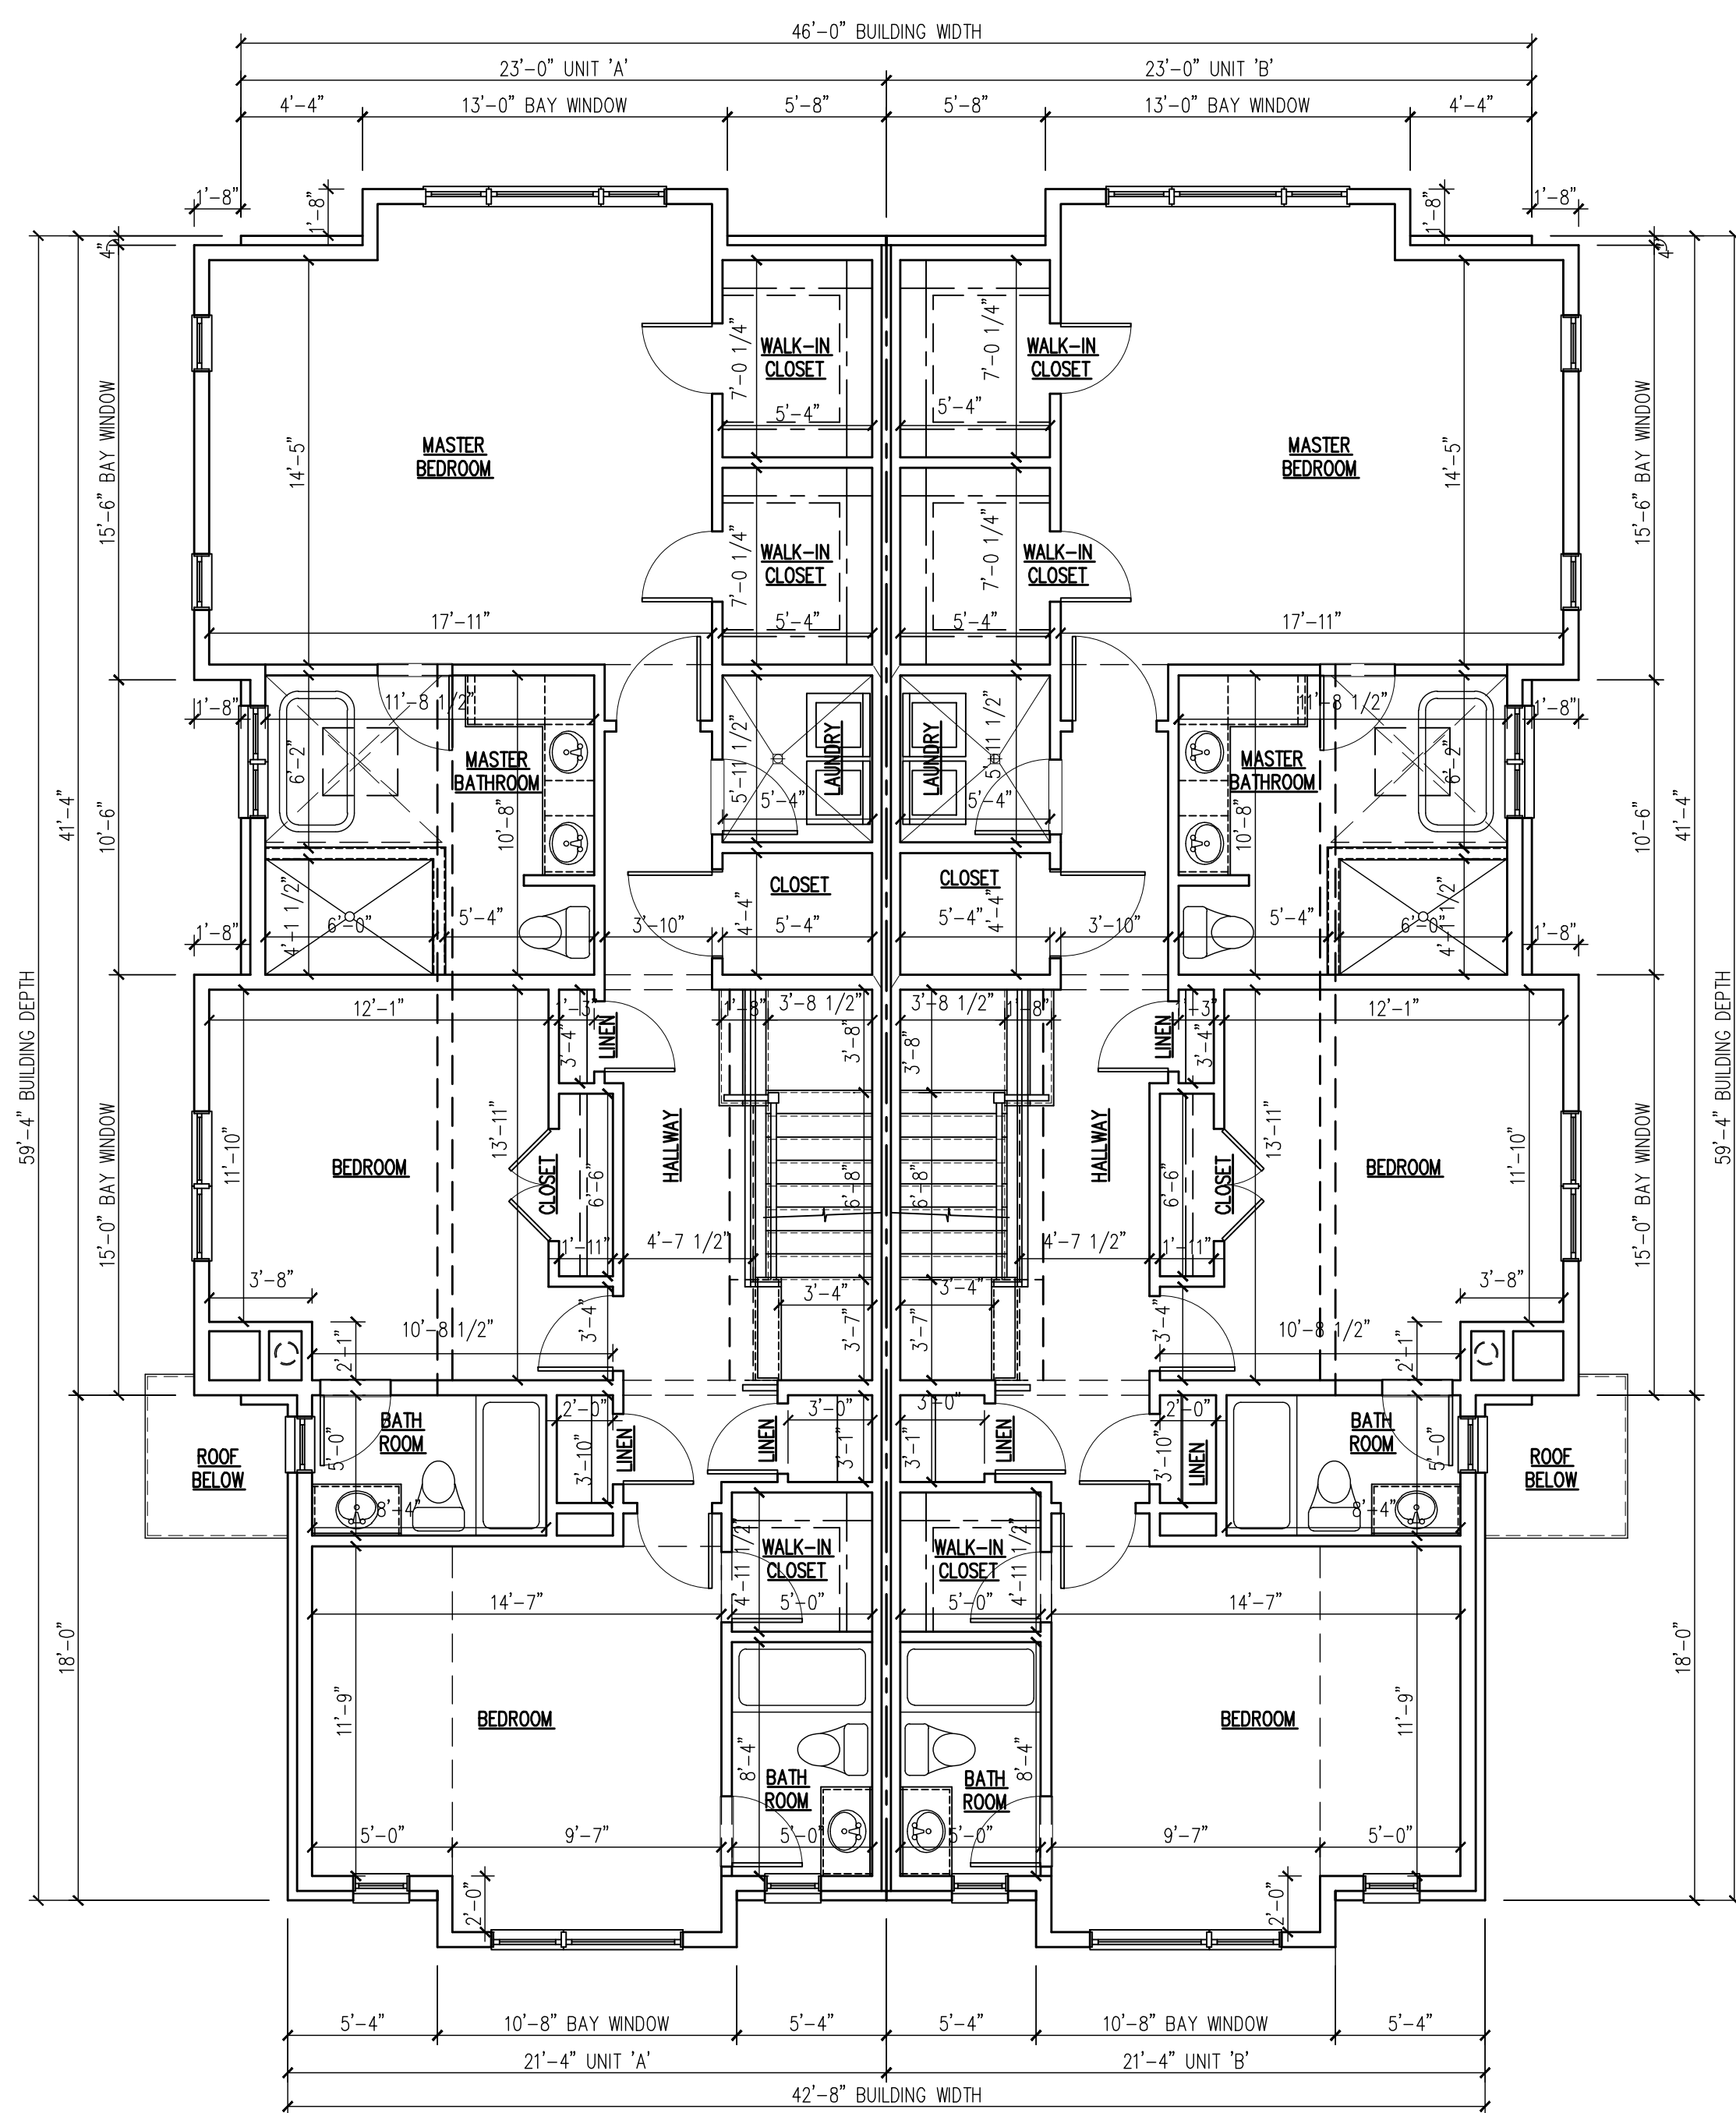 46'-0" BUILDING WIDTH
23'-0" UNIT 'A'
23'-0" UNIT 'B'
4'-4"
13'-0" BAY WINDOW
5'-8"
5'-8"
13'-0" BAY WINDOW
4'-4"
1'-8"
1'-8"
1'-8"
1'-8"
4"
4"
7'-0 1/4"
WALK-IN
CLOSET
5'-4"
7'-0 1/4"
WALK-IN
CLOSET
5'-4"
15'-6" BAY WINDOW
14'-5"
MASTER
BEDROOM
MASTER
BEDROOM
14'-5"
15'-6" BAY WINDOW
7'-0 1/4"
WALK-IN
CLOSET
5'-4"
7'-0 1/4"
WALK-IN
CLOSET
5'-4"
17'-11"
17'-11"
1'-8"
11'-8 1/2"
11'-8 1/2"
1'-8"
6'-2"
MASTER
BATHROOM
5'-11 1/2"
LAUNDRY
5'-4"
LAUNDRY
5'-11 1/2"
5'-4"
MASTER
BATHROOM
6'-2"
41'-4"
10'-6"
10'-8"
10'-8"
10'-6"
41'-4"
CLOSET
CLOSET
1'-8"
4'-1 1/2"
6'-0"
5'-4"
3'-10"
4'-4"
5'-4"
5'-4"
4'-4"
3'-10"
5'-4"
6'-0"
4'-1 1/2"
1'-8"
59'-4" BUILDING DEPTH
59'-4" BUILDING DEPTH
12'-1"
1'-3"
1'-8"
3'-8 1/2"
3'-8 1/2"
1'-8"
1'-3"
12'-1"
3'-4"
LINEN
3'-8"
3'-8"
LINEN
3'-4"
15'-0" BAY WINDOW
11'-10"
BEDROOM
13'-11"
CLOSET
6'-6"
HALLWAY
6'-8"
6'-8"
HALLWAY
6'-6"
CLOSET
13'-11"
BEDROOM
11'-10"
15'-0" BAY WINDOW
1'-11"
4'-7 1/2"
4'-7 1/2"
1'-11"
3'-8"
3'-4"
3'-4"
3'-8"
10'-8 1/2"
3'-4"
3'-7"
3'-7"
3'-4"
10'-8 1/2"
2'-1"
2'-1"
ROOF
BELOW
BATH
ROOM
5'-0"
8'-4"
2'-0"
3'-10"
LINEN
LINEN
3'-0"
3'-1"
3'-0"
3'-1"
LINEN
2'-0"
3'-10"
LINEN
BATH
ROOM
5'-0"
8'-4"
ROOF
BELOW
4'-11 1/2"
WALK-IN
CLOSET
5'-0"
WALK-IN
CLOSET
4'-11 1/2"
5'-0"
14'-7"
14'-7"
18'-0"
11'-9"
BEDROOM
BEDROOM
11'-9"
18'-0"
8'-4"
BATH
ROOM
BATH
ROOM
8'-4"
5'-0"
9'-7"
5'-0"
5'-0"
9'-7"
5'-0"
2'-0"
2'-0"
5'-4"
10'-8" BAY WINDOW
5'-4"
5'-4"
10'-8" BAY WINDOW
5'-4"
21'-4" UNIT 'A'
21'-4" UNIT 'B'
42'-8" BUILDING WIDTH